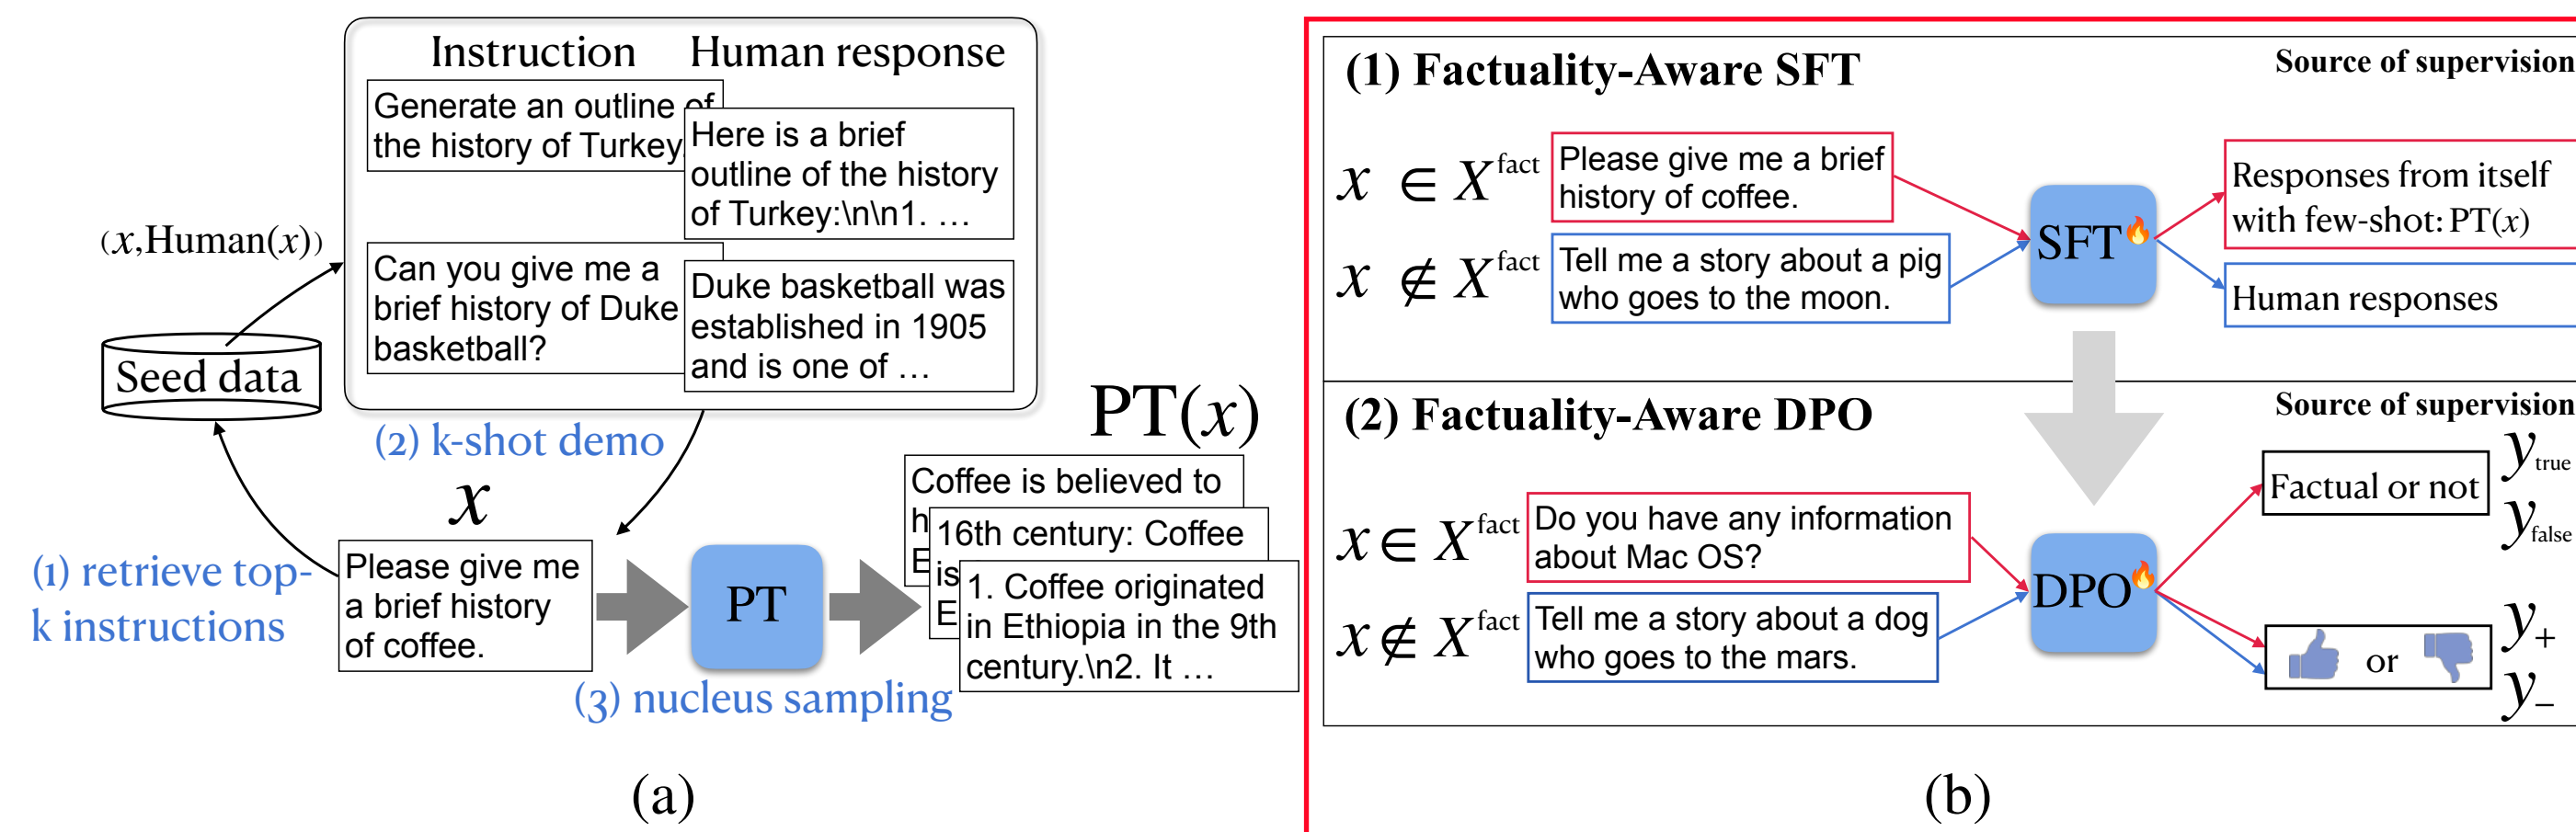 Instruction
Human response
Generate an outline of
the history of Turkey.
Here is a brief
outline of the history
of Turkey:\n\n1. …
Can you give me a
brief history of Duke
basketball?
Duke basketball was
established in 1905
and is one of …
(x,Human(x))
Seed data
(1) retrieve top-
k instructions
(2) k-shot demo
x
Please give me
a brief history
of coffee.
PT
(3) nucleus sampling
PT(x)
Coffee is believed to
h
E
16th century: Coffee
is
E
1. Coffee originated
in Ethiopia in the 9th
century.\n2. It …
(a)
(1) Factuality-Aware SFT
Source of supervision
x ∈ X^fact
Please give me a brief
history of coffee.
x ∉ X^fact
Tell me a story about a pig
who goes to the moon.
SFT🔥
Responses from itself
with few-shot: PT(x)
Human responses
(2) Factuality-Aware DPO
Source of supervision
x ∈ X^fact
Do you have any information
about Mac OS?
x ∉ X^fact
Tell me a story about a dog
who goes to the mars.
DPO🔥
Factual or not
y_true
y_false
👍 or 👎
y_+
y_−
(b)